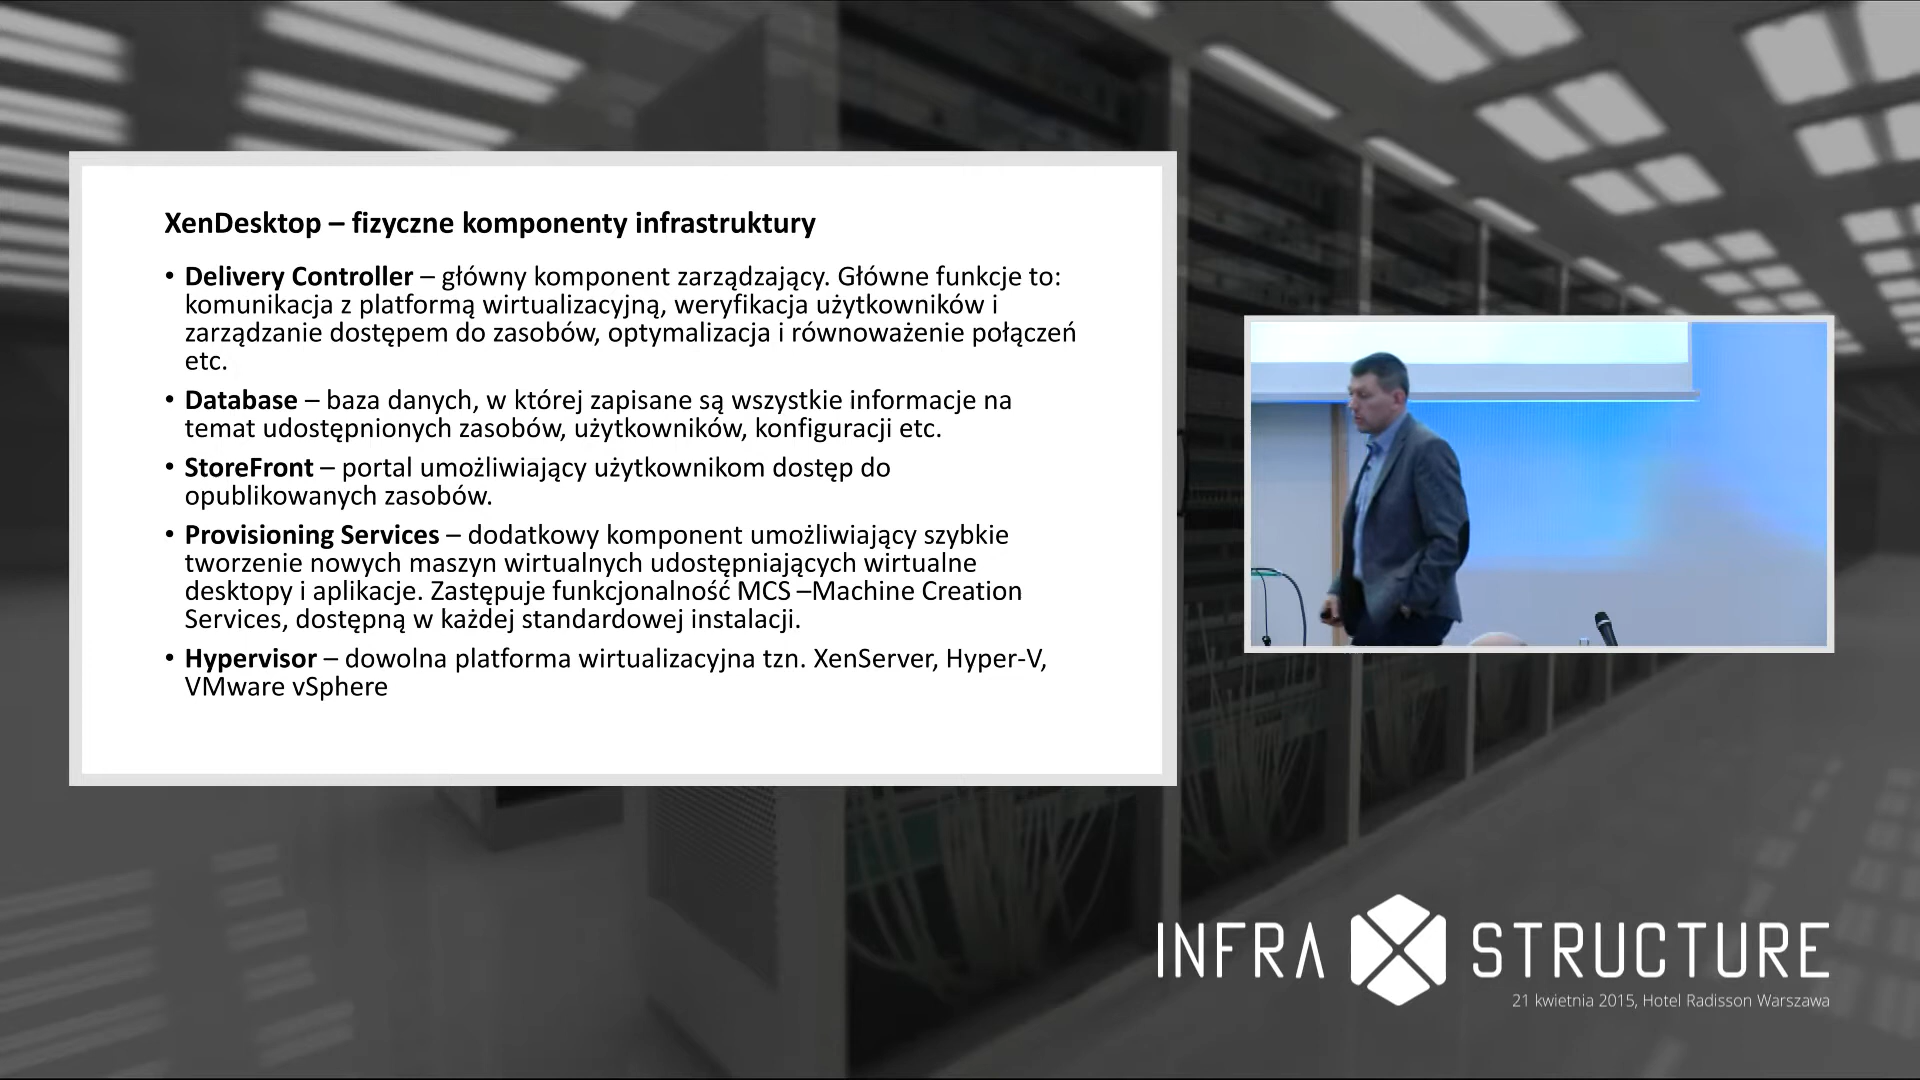 XenDesktop – fizyczne komponenty infrastruktury
• Delivery Controller – główny komponent zarządzający. Główne funkcje to:
komunikacja z platformą wirtualizacyjną, weryfikacja użytkowników i
zarządzanie dostępem do zasobów, optymalizacja i równoważenie połączeń
etc.
• Database – baza danych, w której zapisane są wszystkie informacje na
temat udostępnionych zasobów, użytkowników, konfiguracji etc.
• StoreFront – portal umożliwiający użytkownikom dostęp do
opublikowanych zasobów.
• Provisioning Services – dodatkowy komponent umożliwiający szybkie
tworzenie nowych maszyn wirtualnych udostępniających wirtualne
desktopy i aplikacje. Zastępuje funkcjonalność MCS –Machine Creation
Services, dostępną w każdej standardowej instalacji.
• Hypervisor – dowolna platforma wirtualizacyjna tzn. XenServer, Hyper-V,
VMware vSphere
INFRA STRUCTURE
21 kwietnia 2015, Hotel Radisson Warszawa